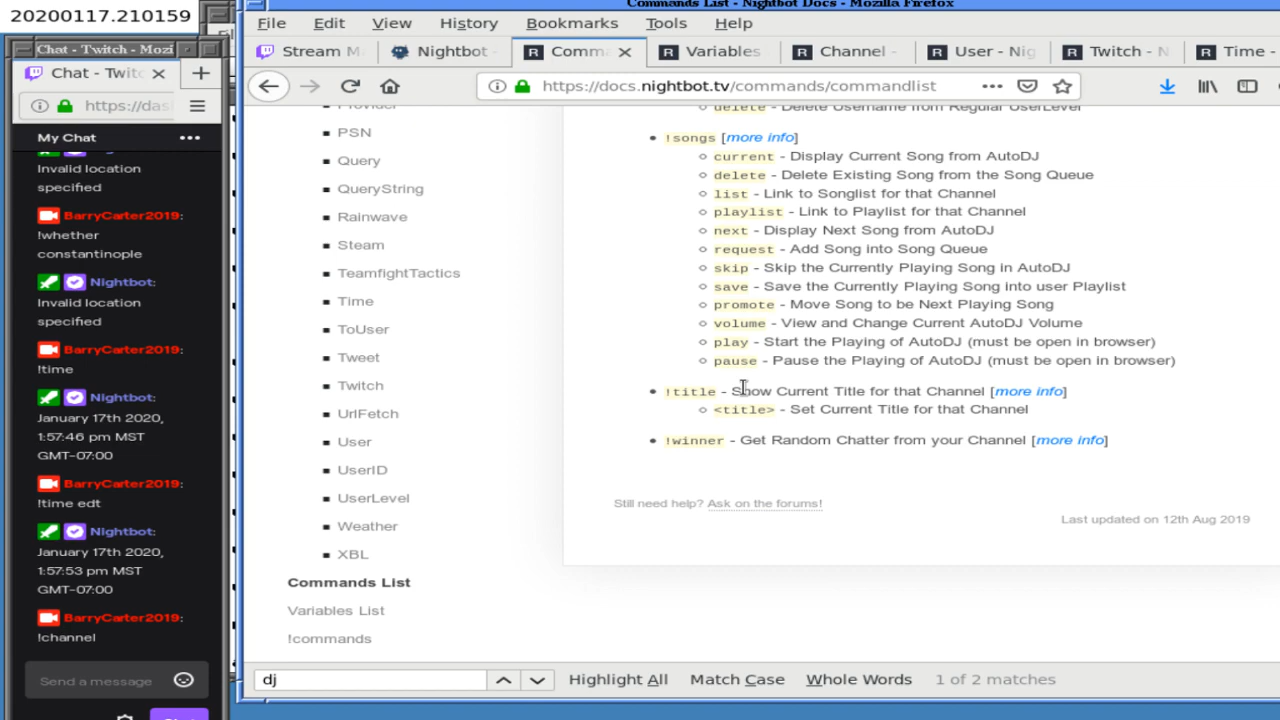 20200117.210159
Chat - Twitch - Mozi
Chat - Twitc
https://das
My Chat
Invalid location
specified
BarryCarter2019:
!whether
constantinople
Nightbot:
Invalid location
specified
BarryCarter2019:
!time
Nightbot:
January 17th 2020,
1:57:46 pm MST
GMT-07:00
BarryCarter2019:
!time edt
Nightbot:
January 17th 2020,
1:57:53 pm MST
GMT-07:00
BarryCarter2019:
!channel
Send a message
Commands List - Nightbot Docs - Mozilla Firefox
File Edit View History Bookmarks Tools Help
Stream M Nightbot - Comma Variables Channel - User - Nig Twitch - N Time -
https://docs.nightbot.tv/commands/commandlist
Provider
PSN
Query
QueryString
Rainwave
Steam
TeamfightTactics
Time
ToUser
Tweet
Twitch
UrlFetch
User
UserID
UserLevel
Weather
XBL
Commands List
Variables List
!commands
delete - Delete Username from Regular UserLevel
!songs [more info]
current - Display Current Song from AutoDJ
delete - Delete Existing Song from the Song Queue
list - Link to Songlist for that Channel
playlist - Link to Playlist for that Channel
next - Display Next Song from AutoDJ
request - Add Song into Song Queue
skip - Skip the Currently Playing Song in AutoDJ
save - Save the Currently Playing Song into user Playlist
promote - Move Song to be Next Playing Song
volume - View and Change Current AutoDJ Volume
play - Start the Playing of AutoDJ (must be open in browser)
pause - Pause the Playing of AutoDJ (must be open in browser)
!title - Show Current Title for that Channel [more info]
<title> - Set Current Title for that Channel
!winner - Get Random Chatter from your Channel [more info]
Still need help? Ask on the forums!
Last updated on 12th Aug 2019
dj Highlight All Match Case Whole Words 1 of 2 matches